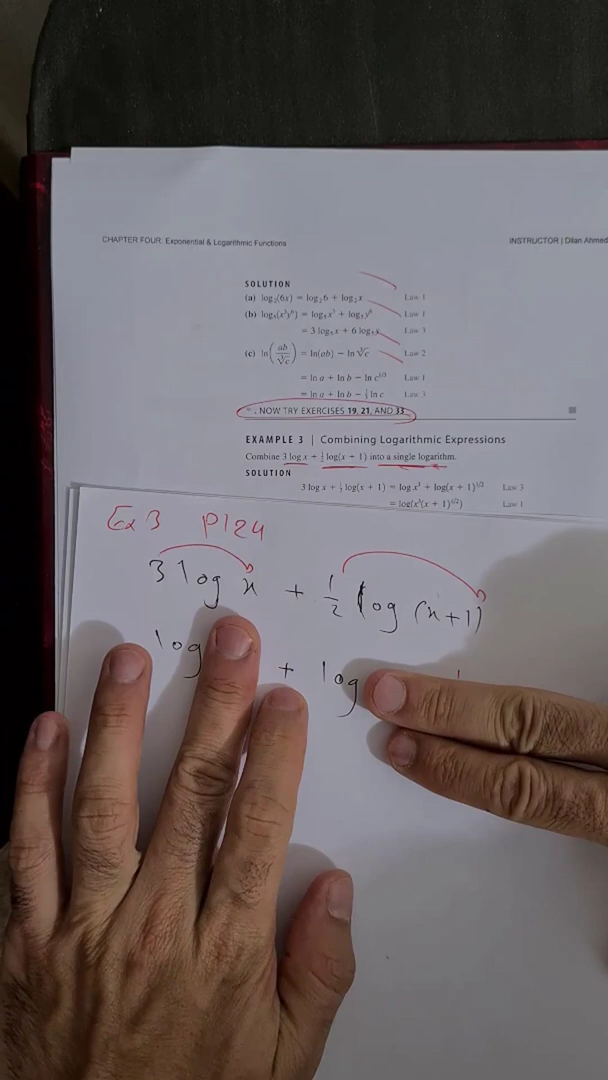 CHAPTER FOUR: Exponential & Logarithmic Functions
INSTRUCTOR | Dilan Ahmed
SOLUTION
(a) log₂(6x) = log₂6 + log₂x Law 1
(b) log₅(x³y⁶) = log₅x³ + log₅y⁶ Law 1
= 3 log₅x + 6 log₅y Law 3
(c) ln(ab/∛c) = ln(ab) − ln ∛c Law 2
= ln a + ln b − ln c^{1/3} Law 1
= ln a + ln b − ⅓ ln c Law 3
NOW TRY EXERCISES 19, 21, AND 33
EXAMPLE 3 | Combining Logarithmic Expressions
Combine 3 log x + ½ log(x + 1) into a single logarithm.
SOLUTION
3 log x + ½ log(x + 1) = log x³ + log(x + 1)^{1/2} Law 3
= log(x³(x + 1)^{1/2}) Law 1
Ex 3 P124
3 log x + ½ log (x+1)
log + log